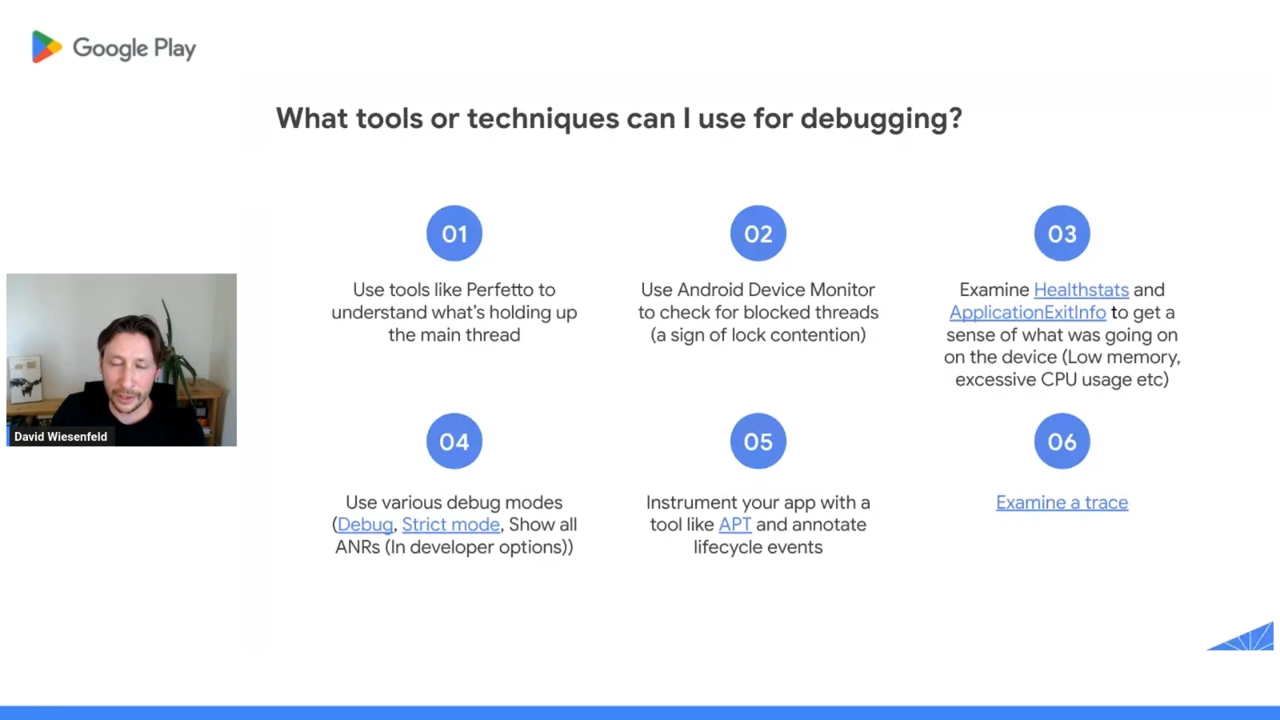 Google Play
What tools or techniques can I use for debugging?
01
Use tools like Perfetto to
understand what's holding up
the main thread
02
Use Android Device Monitor
to check for blocked threads
(a sign of lock contention)
03
Examine Healthstats and
ApplicationExitInfo to get a
sense of what was going on
on the device (Low memory,
excessive CPU usage etc)
David Wiesenfeld
04
Use various debug modes
(Debug, Strict mode, Show all
ANRs (In developer options))
05
Instrument your app with a
tool like APT and annotate
lifecycle events
06
Examine a trace